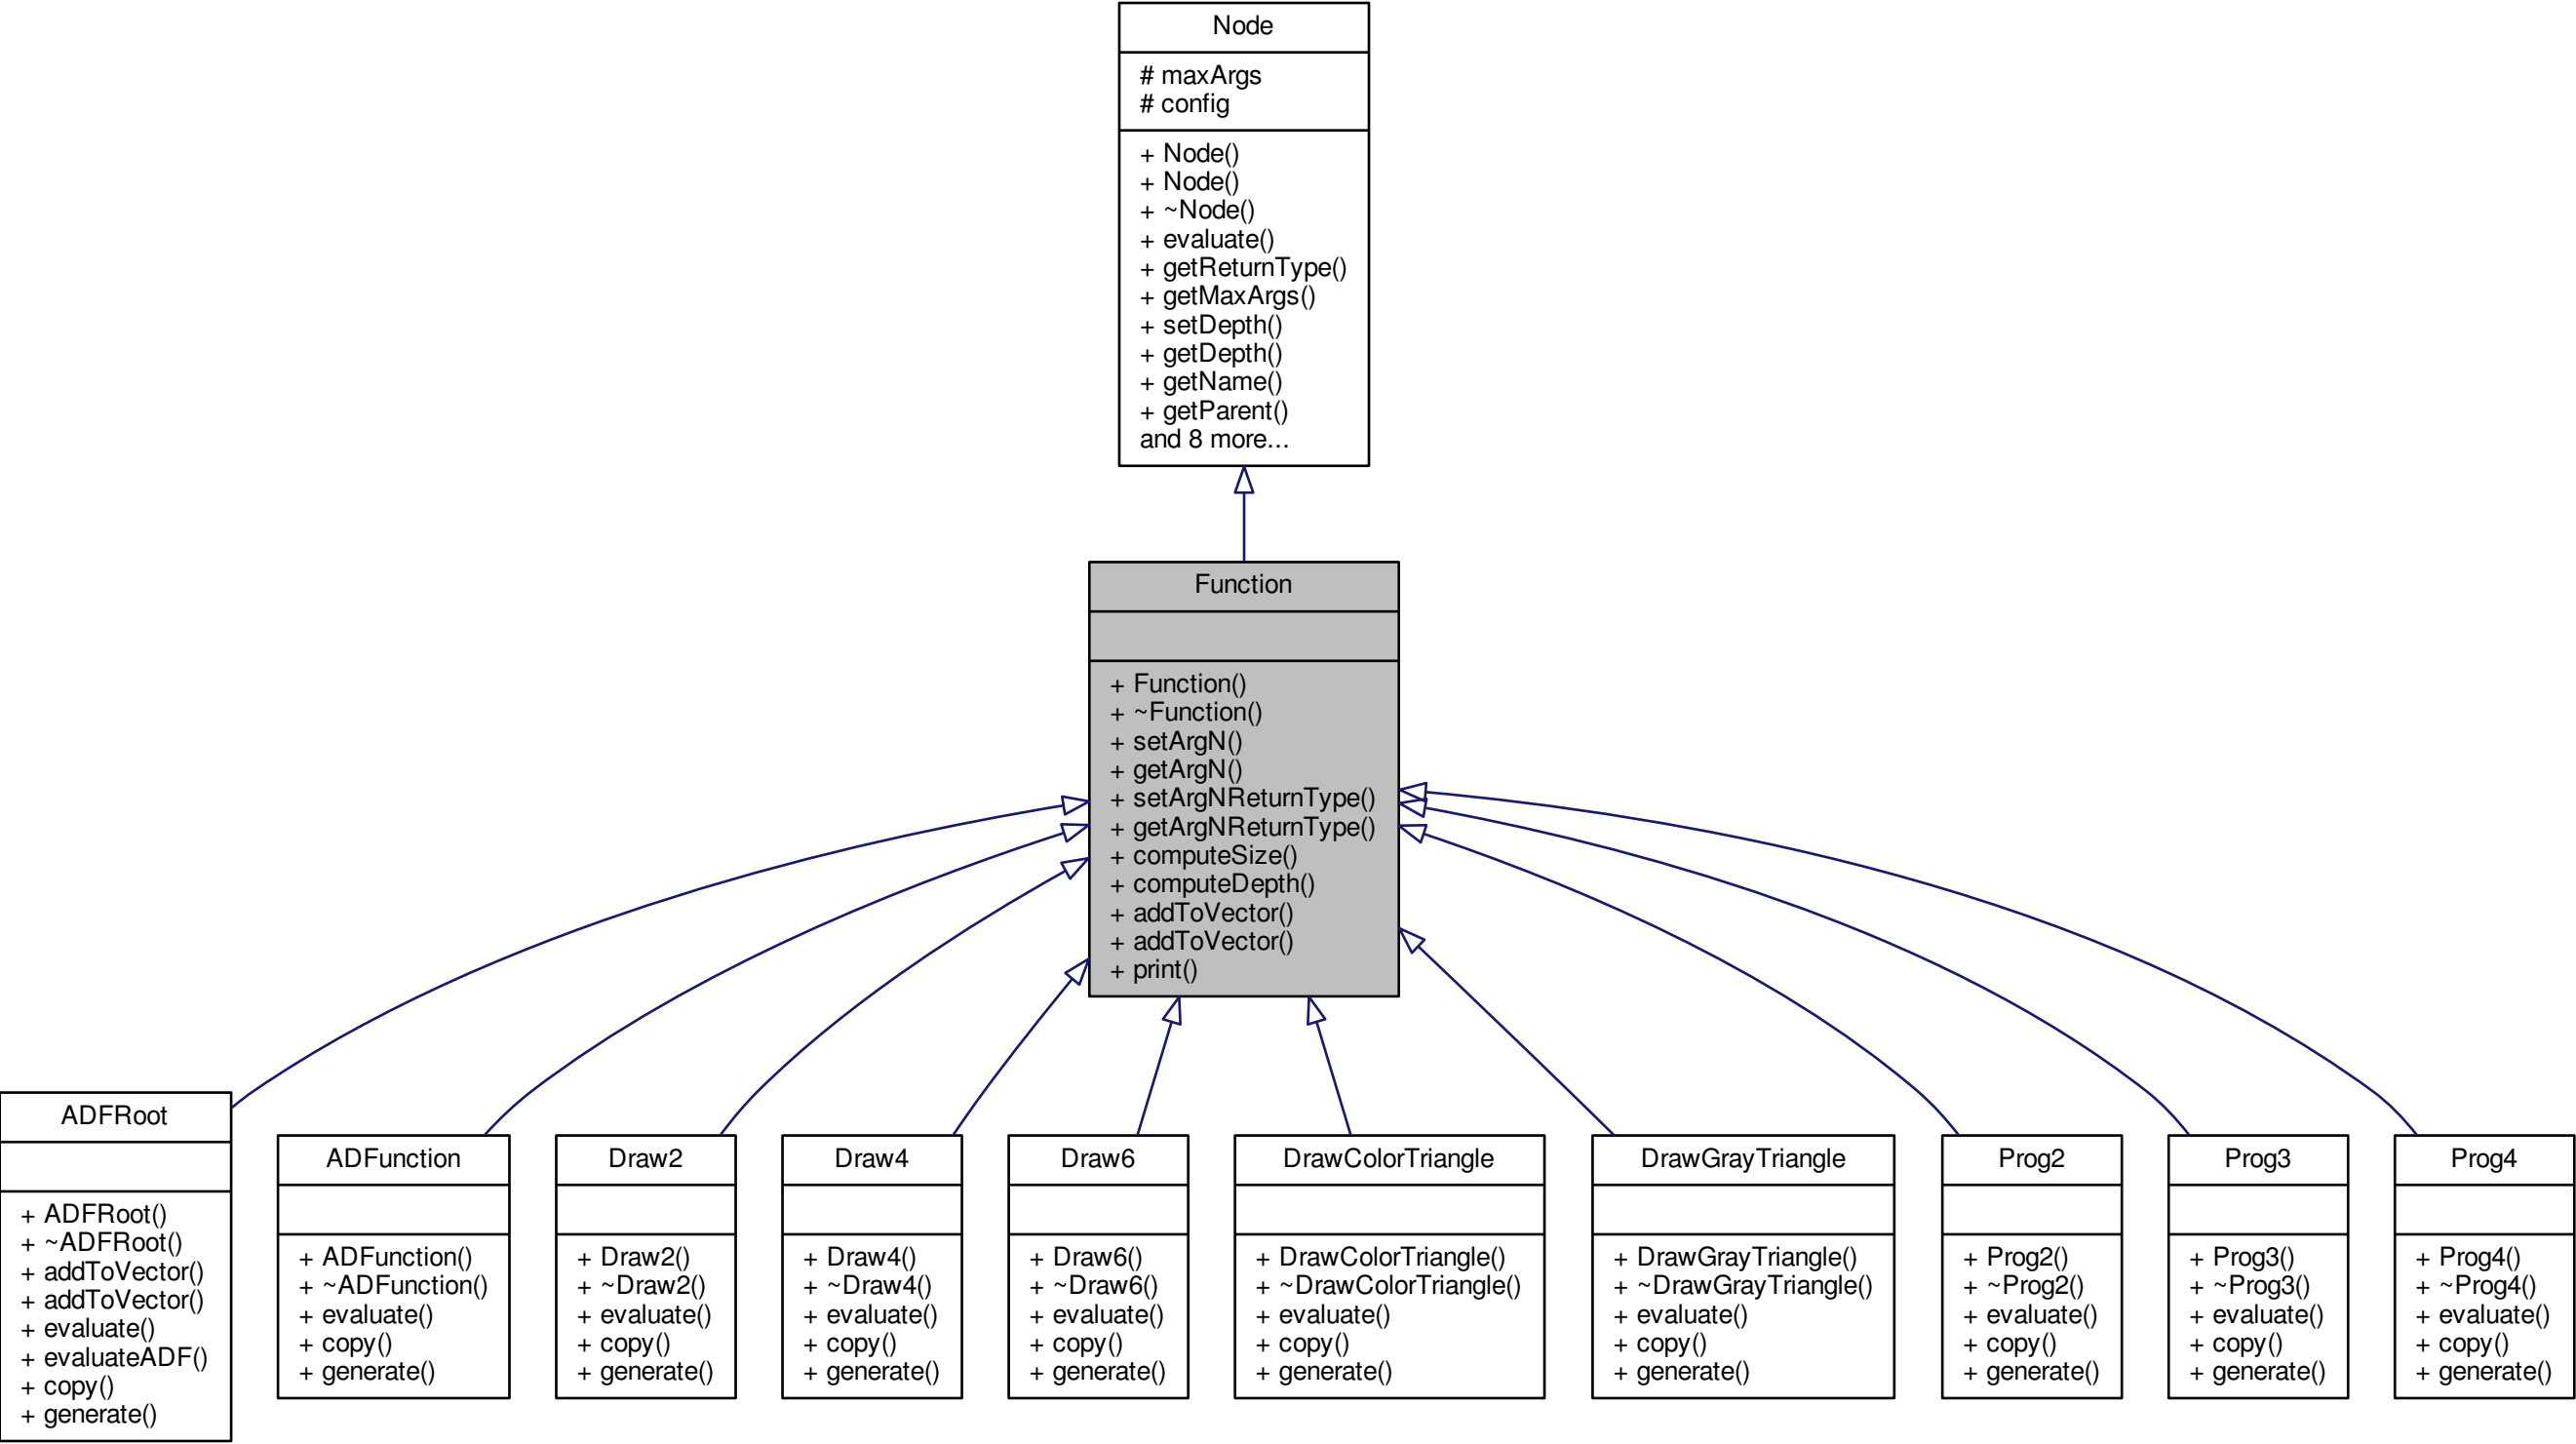 Node
# maxArgs
# config
+ Node()
+ Node()
+ ~Node()
+ evaluate()
+ getReturnType()
+ getMaxArgs()
+ setDepth()
+ getDepth()
+ getName()
+ getParent()
and 8 more...
Function
+ Function()
+ ~Function()
+ setArgN()
+ getArgN()
+ setArgNReturnType()
+ getArgNReturnType()
+ computeSize()
+ computeDepth()
+ addToVector()
+ addToVector()
+ print()
ADFRoot
+ ADFRoot()
+ ~ADFRoot()
+ addToVector()
+ addToVector()
+ evaluate()
+ evaluateADF()
+ copy()
+ generate()
ADFunction
+ ADFunction()
+ ~ADFunction()
+ evaluate()
+ copy()
+ generate()
Draw2
+ Draw2()
+ ~Draw2()
+ evaluate()
+ copy()
+ generate()
Draw4
+ Draw4()
+ ~Draw4()
+ evaluate()
+ copy()
+ generate()
Draw6
+ Draw6()
+ ~Draw6()
+ evaluate()
+ copy()
+ generate()
DrawColorTriangle
+ DrawColorTriangle()
+ ~DrawColorTriangle()
+ evaluate()
+ copy()
+ generate()
DrawGrayTriangle
+ DrawGrayTriangle()
+ ~DrawGrayTriangle()
+ evaluate()
+ copy()
+ generate()
Prog2
+ Prog2()
+ ~Prog2()
+ evaluate()
+ copy()
+ generate()
Prog3
+ Prog3()
+ ~Prog3()
+ evaluate()
+ copy()
+ generate()
Prog4
+ Prog4()
+ ~Prog4()
+ evaluate()
+ copy()
+ generate()